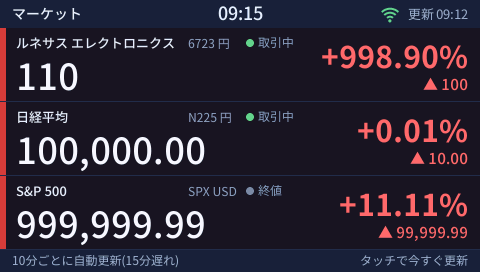 マーケット 09:15 更新 09:12
ルネサス エレクトロニクス 6723 円 取引中 +998.90%
110 ▲ 100
日経平均 N225 円 取引中 +0.01%
100,000.00 ▲ 10.00
S&P 500 SPX USD 終値 +11.11%
999,999.99 ▲ 99,999.99
10分ごとに自動更新(15分遅れ) タッチで今すぐ更新